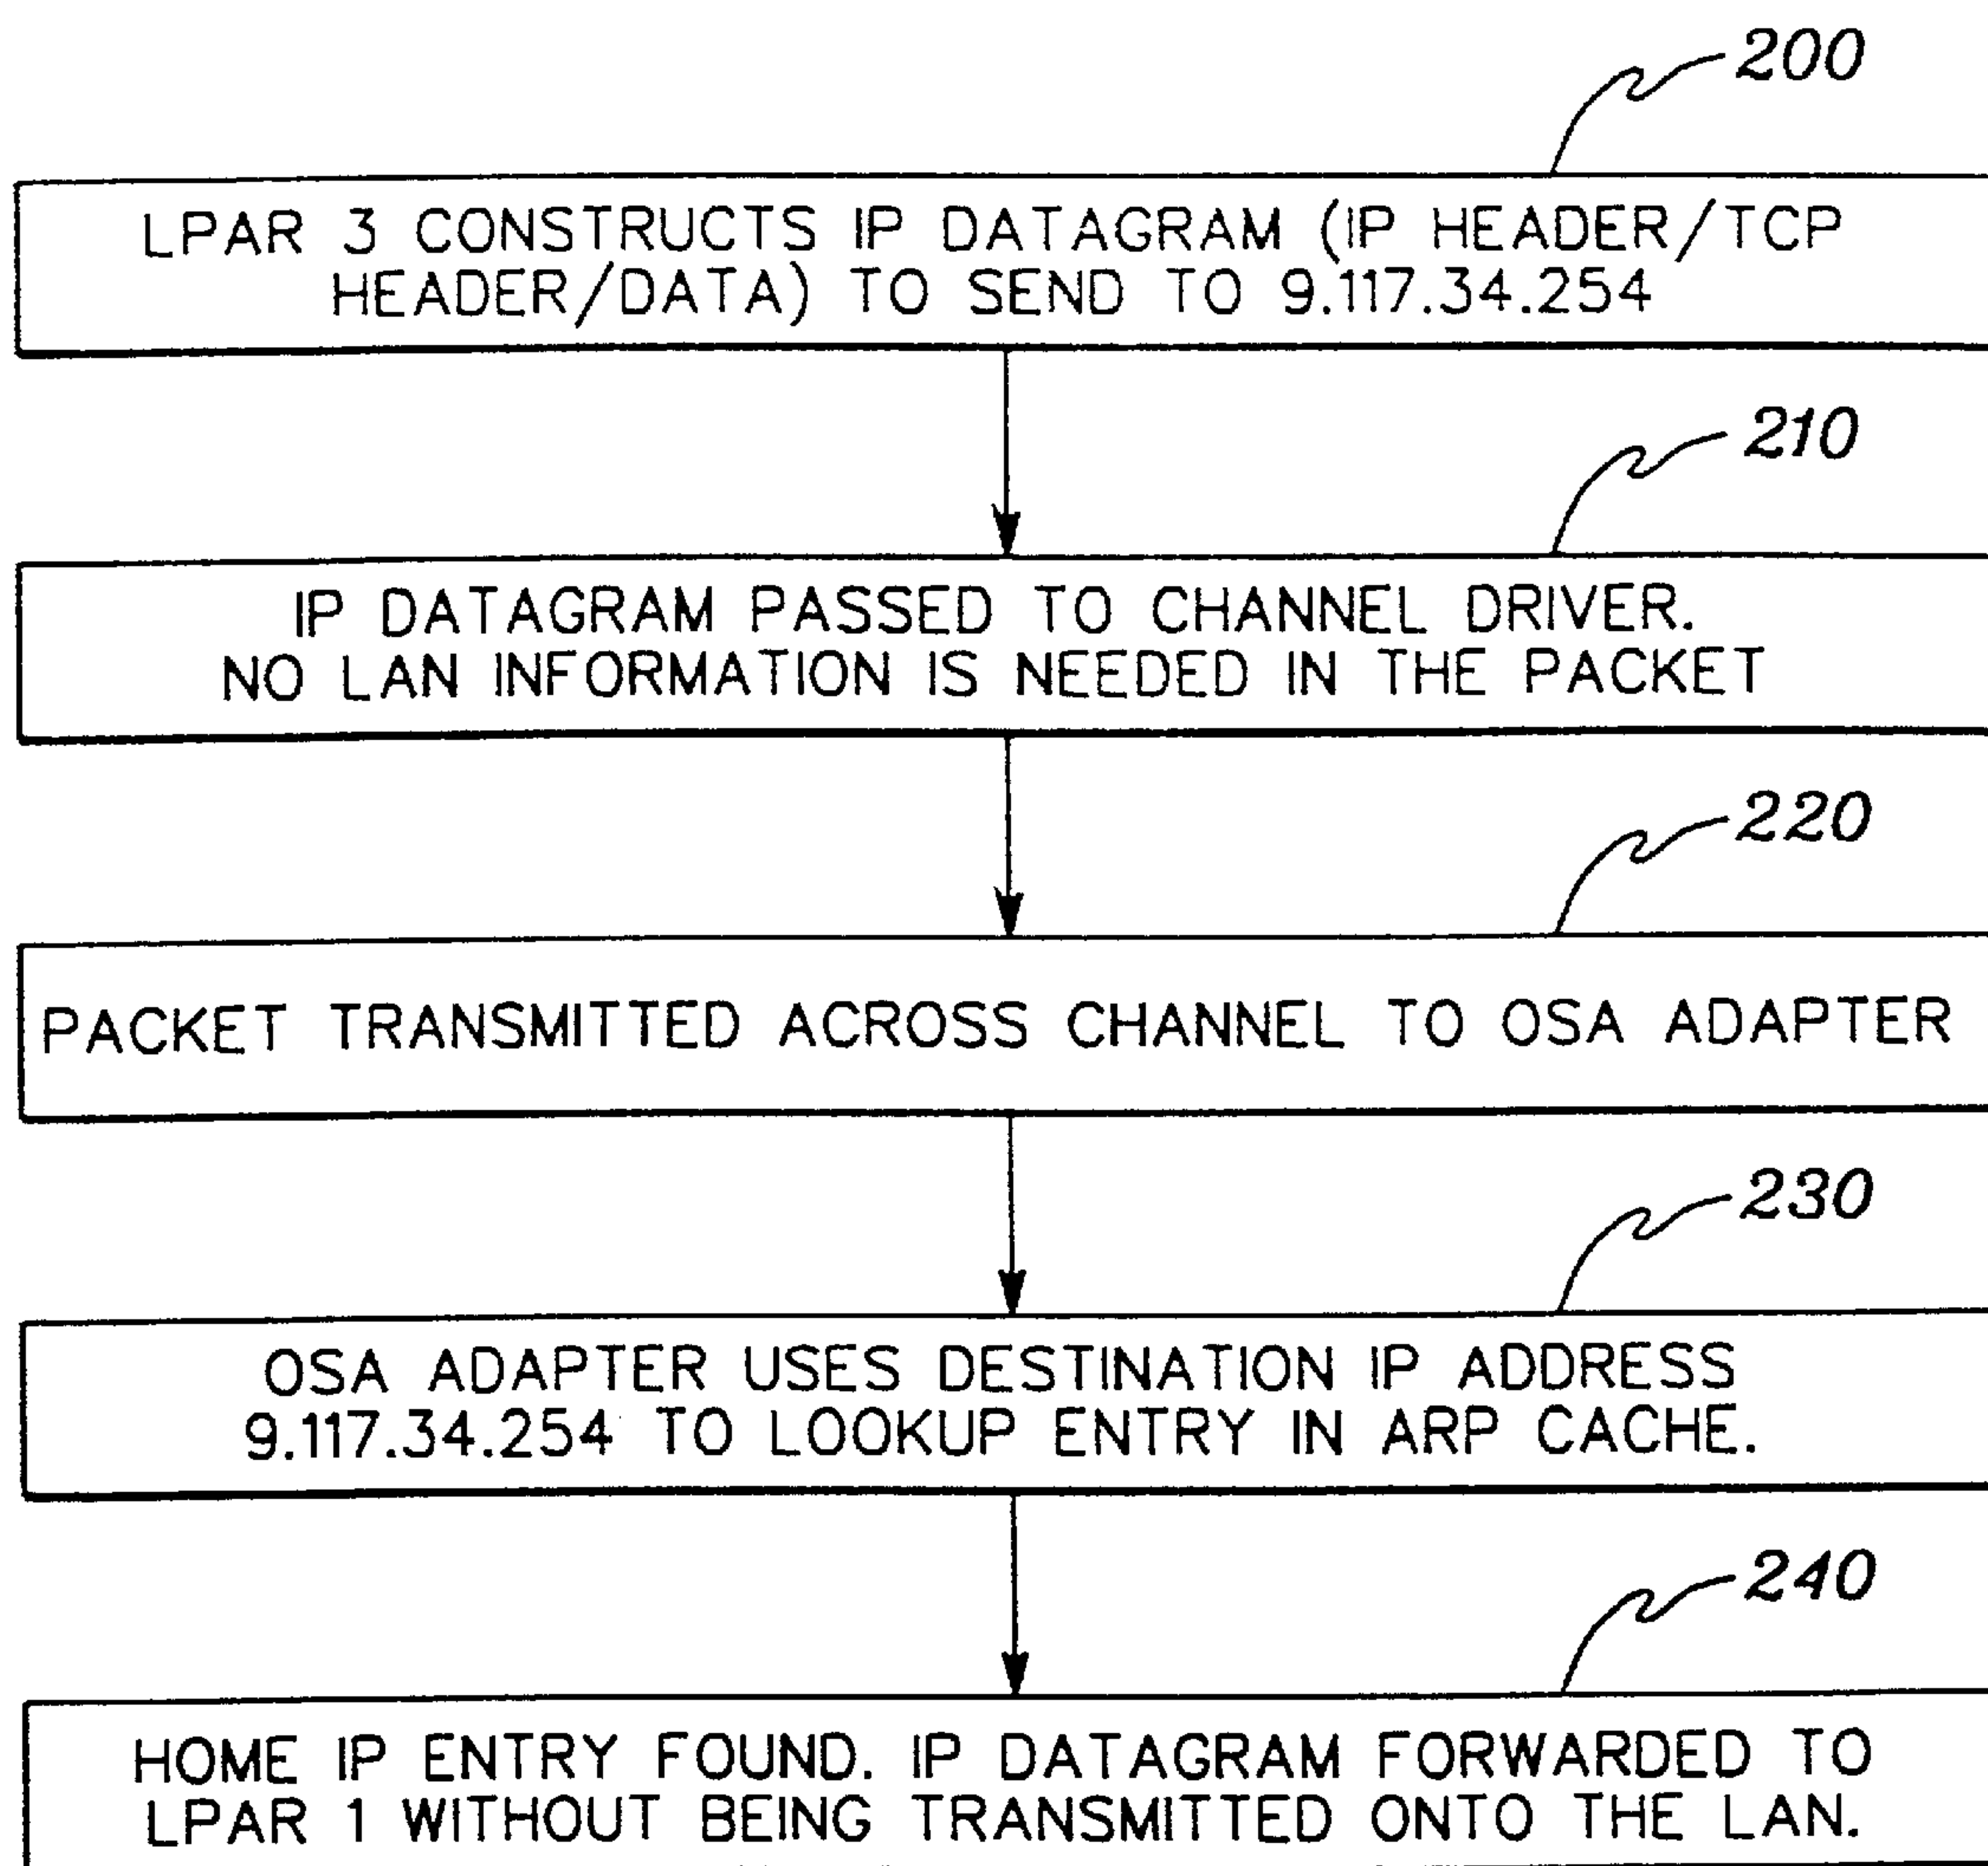 200
LPAR 3 CONSTRUCTS IP DATAGRAM (IP HEADER/TCP
HEADER/DATA) TO SEND TO 9.117.34.254
210
IP DATAGRAM PASSED TO CHANNEL DRIVER.
NO LAN INFORMATION IS NEEDED IN THE PACKET
220
PACKET TRANSMITTED ACROSS CHANNEL TO OSA ADAPTER
230
OSA ADAPTER USES DESTINATION IP ADDRESS
9.117.34.254 TO LOOKUP ENTRY IN ARP CACHE.
240
HOME IP ENTRY FOUND. IP DATAGRAM FORWARDED TO
LPAR 1 WITHOUT BEING TRANSMITTED ONTO THE LAN.